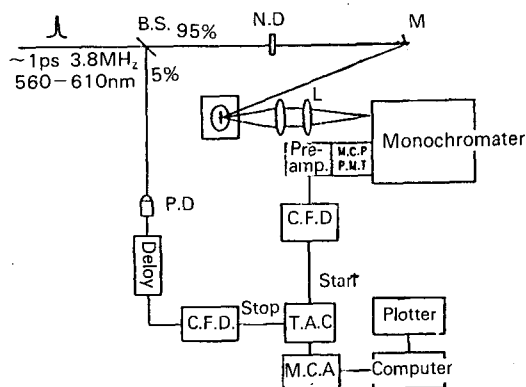 B.S. 95% N.D M
~1ps 3.8MHz 5%
560-610nm
L
Monochromater
Pre-amp. M.C.P P.M.T
P.D
C.F.D
Deloy
Start
Stop
C.F.D. T.A.C Plotter
M.C.A Computer